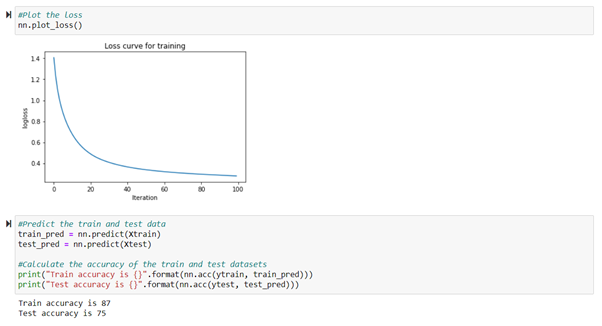 #Plot the loss
nn.plot_loss()
Loss curve for training
1.4
1.2
1.0
0.8
0.6
0.4
logloss
0 20 40 60 80 100
Iteration
#Predict the train and test data
train_pred = nn.predict(Xtrain)
test_pred = nn.predict(Xtest)
#Calculate the accuracy of the train and test datasets
print("Train accuracy is {}".format(nn.acc(ytrain, train_pred)))
print("Test accuracy is {}".format(nn.acc(ytest, test_pred)))
Train accuracy is 87
Test accuracy is 75